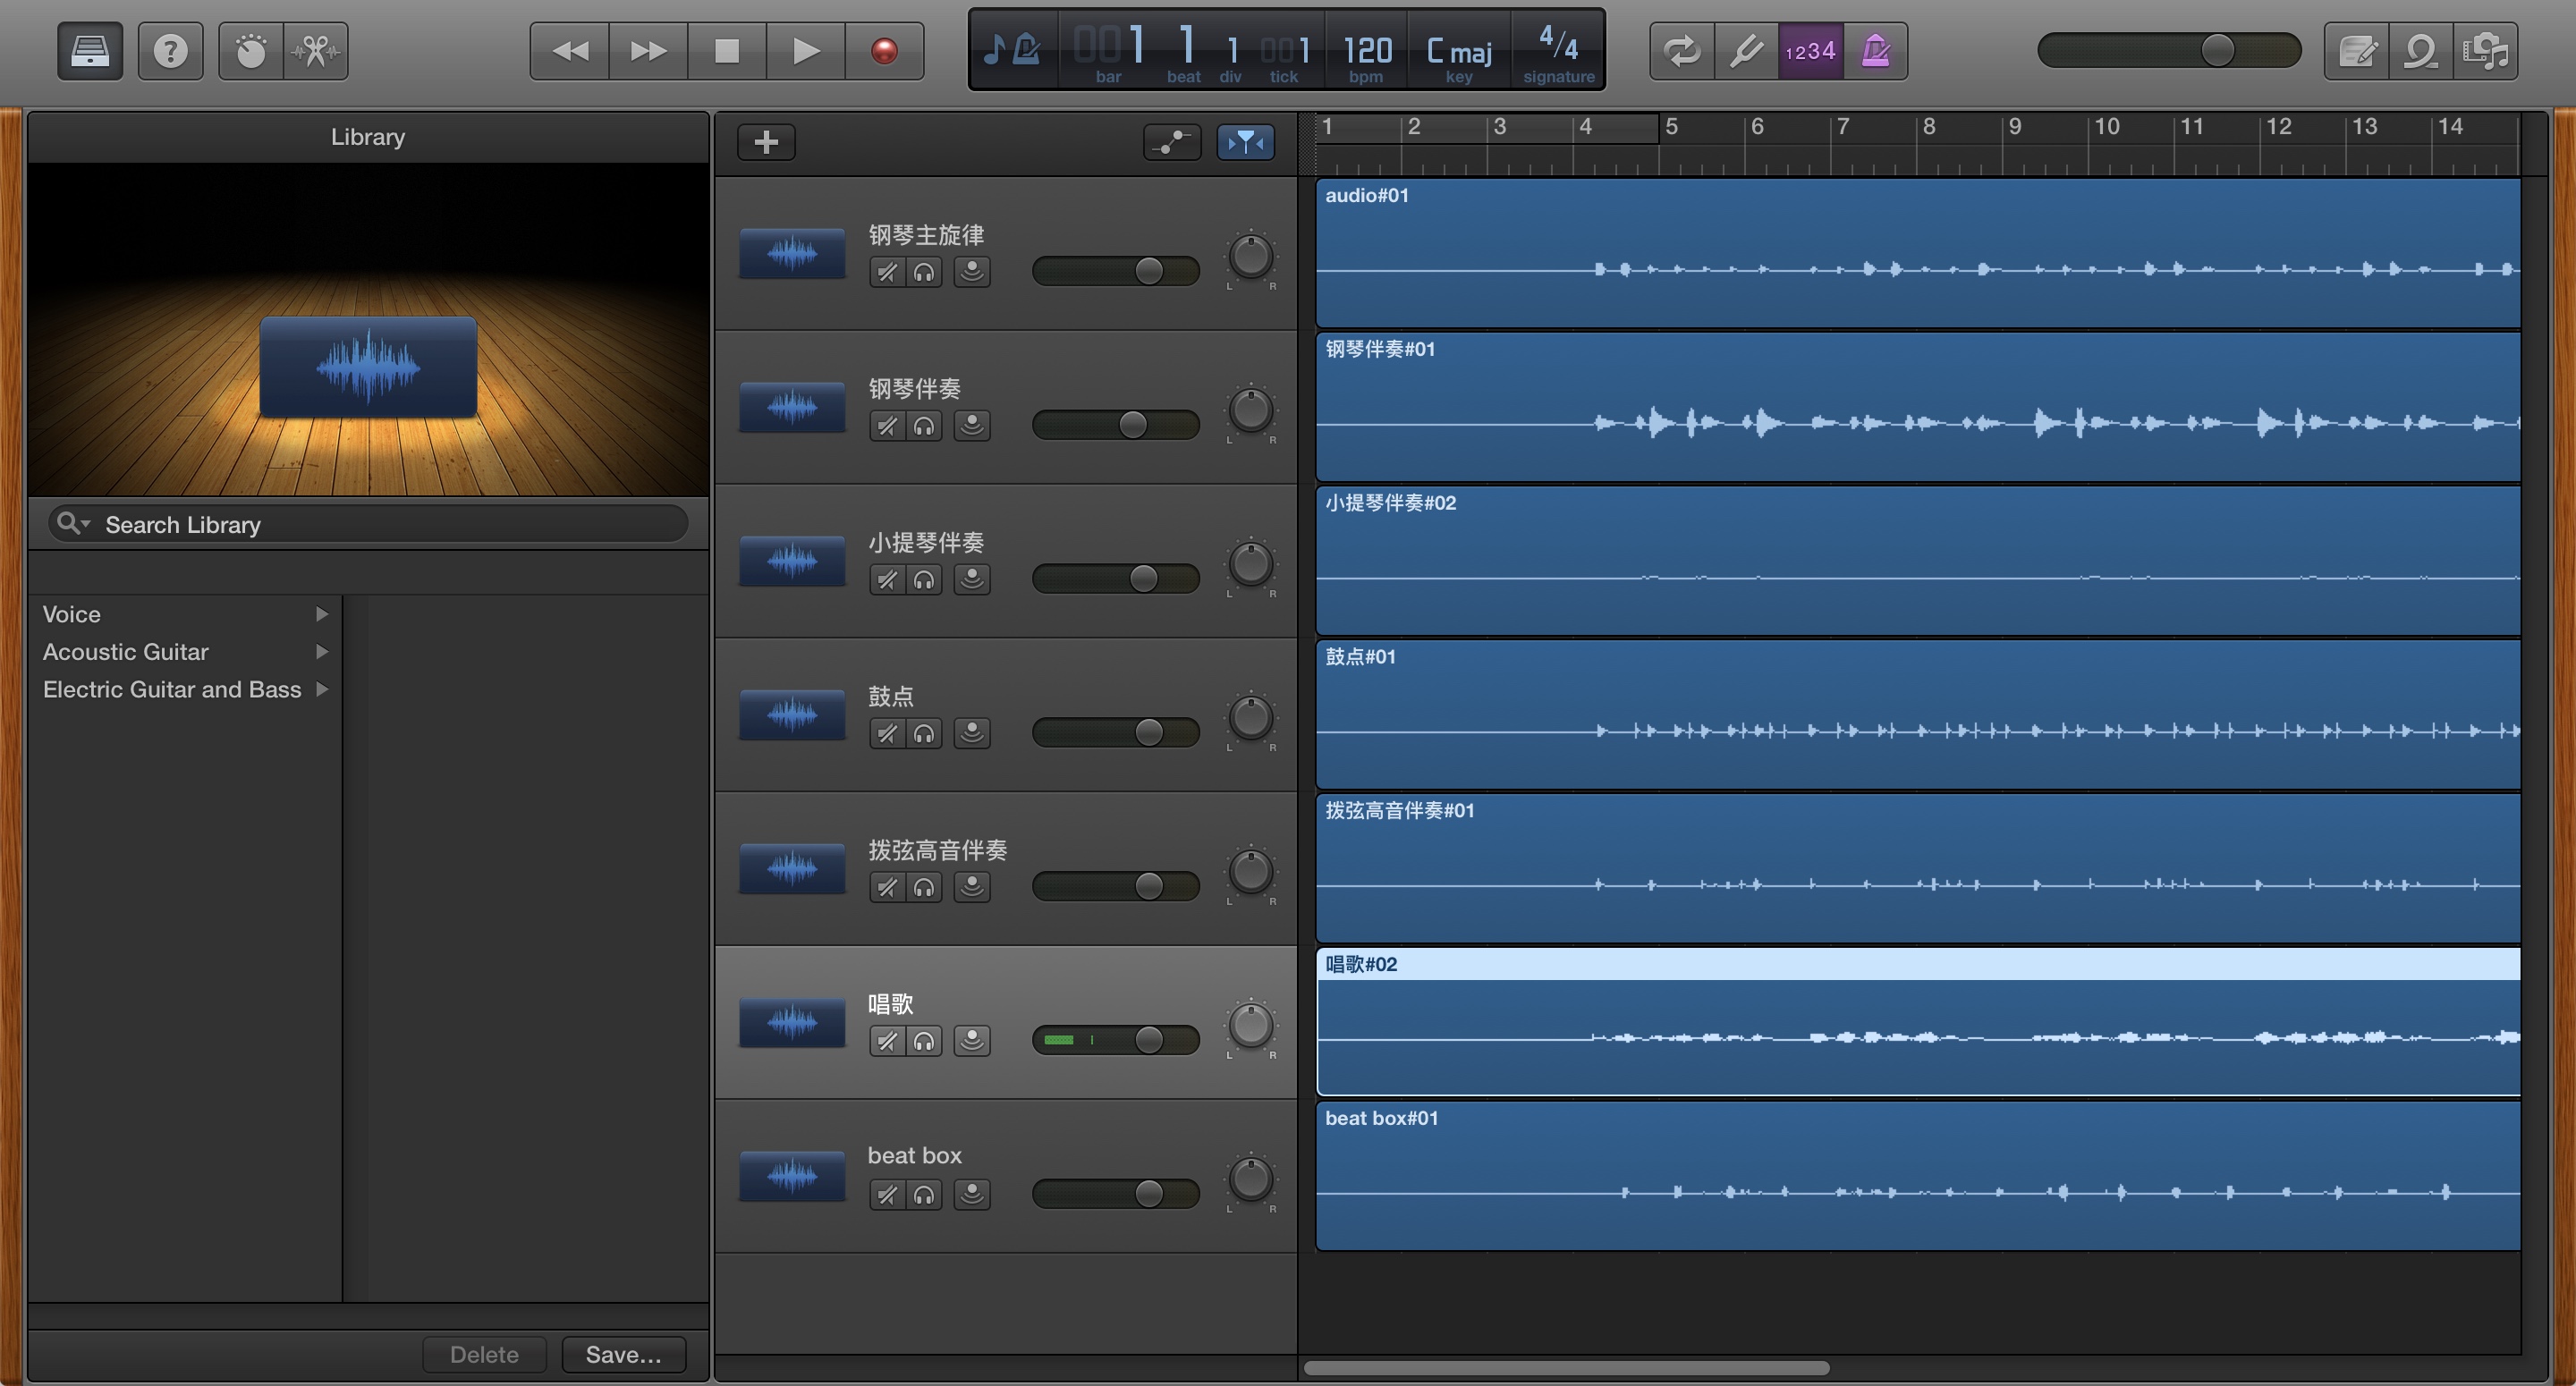 001 1 1 001 120 C maj 4/4
bar beat div tick bpm key signature
1234
Library
Search Library
Voice
Acoustic Guitar
Electric Guitar and Bass
Delete Save...
1 2 3 4 5 6 7 8 9 10 11 12 13 14
钢琴主旋律
L R
audio#01
钢琴伴奏
L R
钢琴伴奏#01
小提琴伴奏
L R
小提琴伴奏#02
鼓点
L R
鼓点#01
拨弦高音伴奏
L R
拨弦高音伴奏#01
唱歌
L R
唱歌#02
beat box
L R
beat box#01